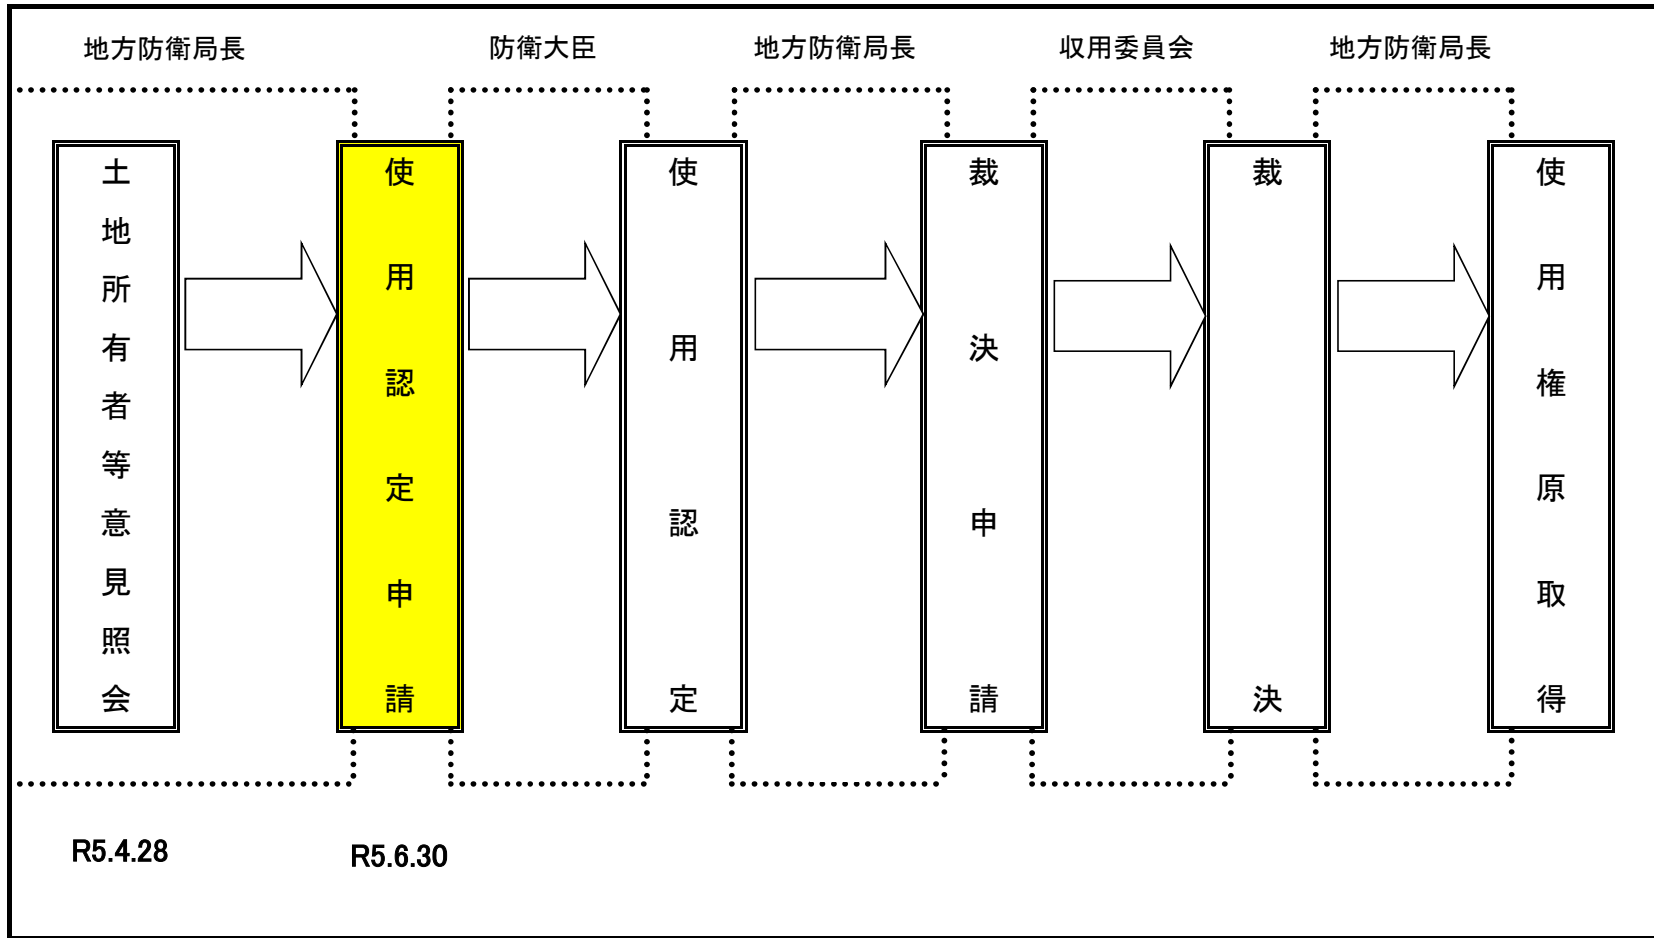 地方防衛局長
防衛大臣
地方防衛局長
収用委員会
地方防衛局長
土地所有者等意見照会
使用認定申請
使用認定
裁決申請
裁決
使用権原取得
R5.4.28
R5.6.30